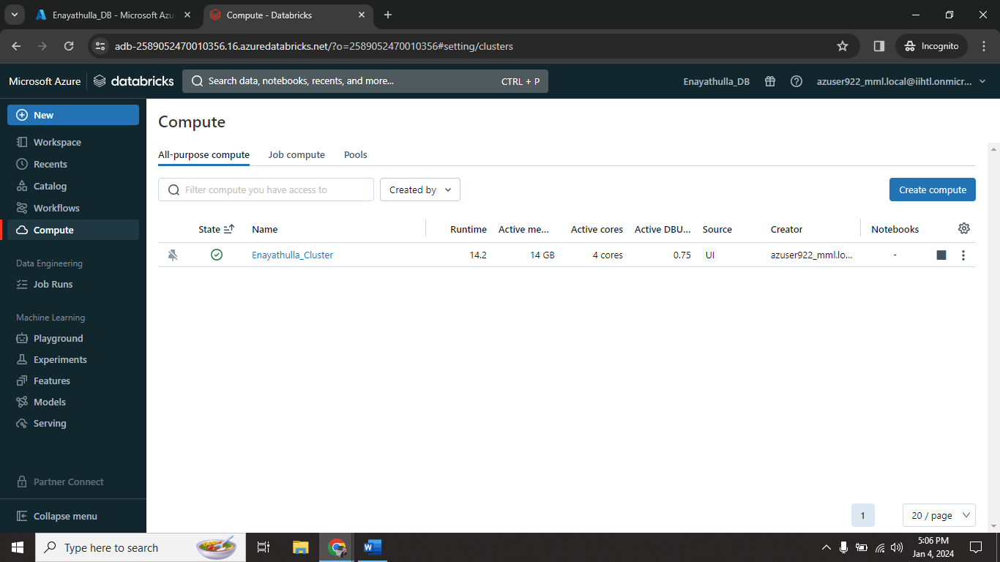 Enayathulla_DB - Microsoft Azu
Compute - Databricks
adb-2589052470010356.16.azuredatabricks.net/?o=2589052470010356#setting/clusters
Incognito
Microsoft Azure
databricks
Search data, notebooks, recents, and more...
CTRL + P
Enayathulla_DB
azuser922_mml.local@iihtl.onmicr...
New
Workspace
Recents
Catalog
Workflows
Compute
Data Engineering
Job Runs
Machine Learning
Playground
Experiments
Features
Models
Serving
Partner Connect
Collapse menu
Compute
All-purpose compute Job compute Pools
Filter compute you have access to
Created by
Create compute
State Name Runtime Active me... Active cores Active DBU... Source Creator Notebooks
Enayathulla_Cluster 14.2 14 GB 4 cores 0.75 UI azuser922_mml.lo... -
1
20 / page
Type here to search
5:06 PM
Jan 4, 2024